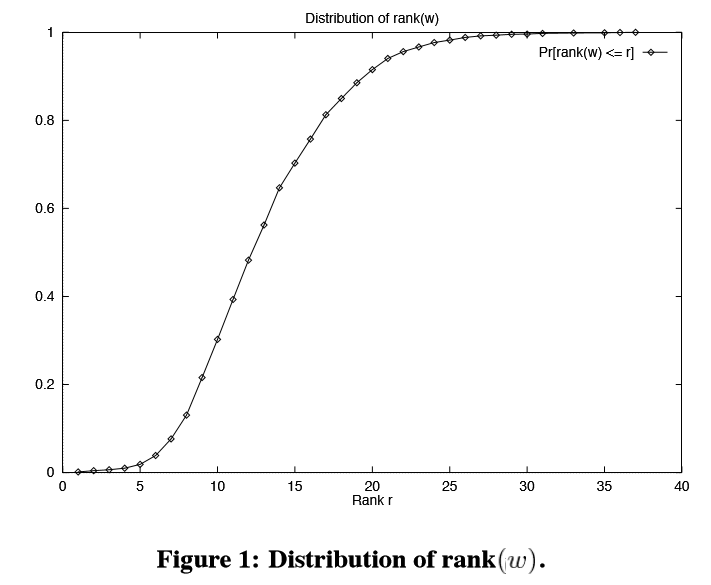 Distribution of rank(w)
Pr[rank(w) <= r]
1
0.8
0.6
0.4
0.2
0
0 5 10 15 20 25 30 35 40
Rank r
Figure 1: Distribution of rank(w).